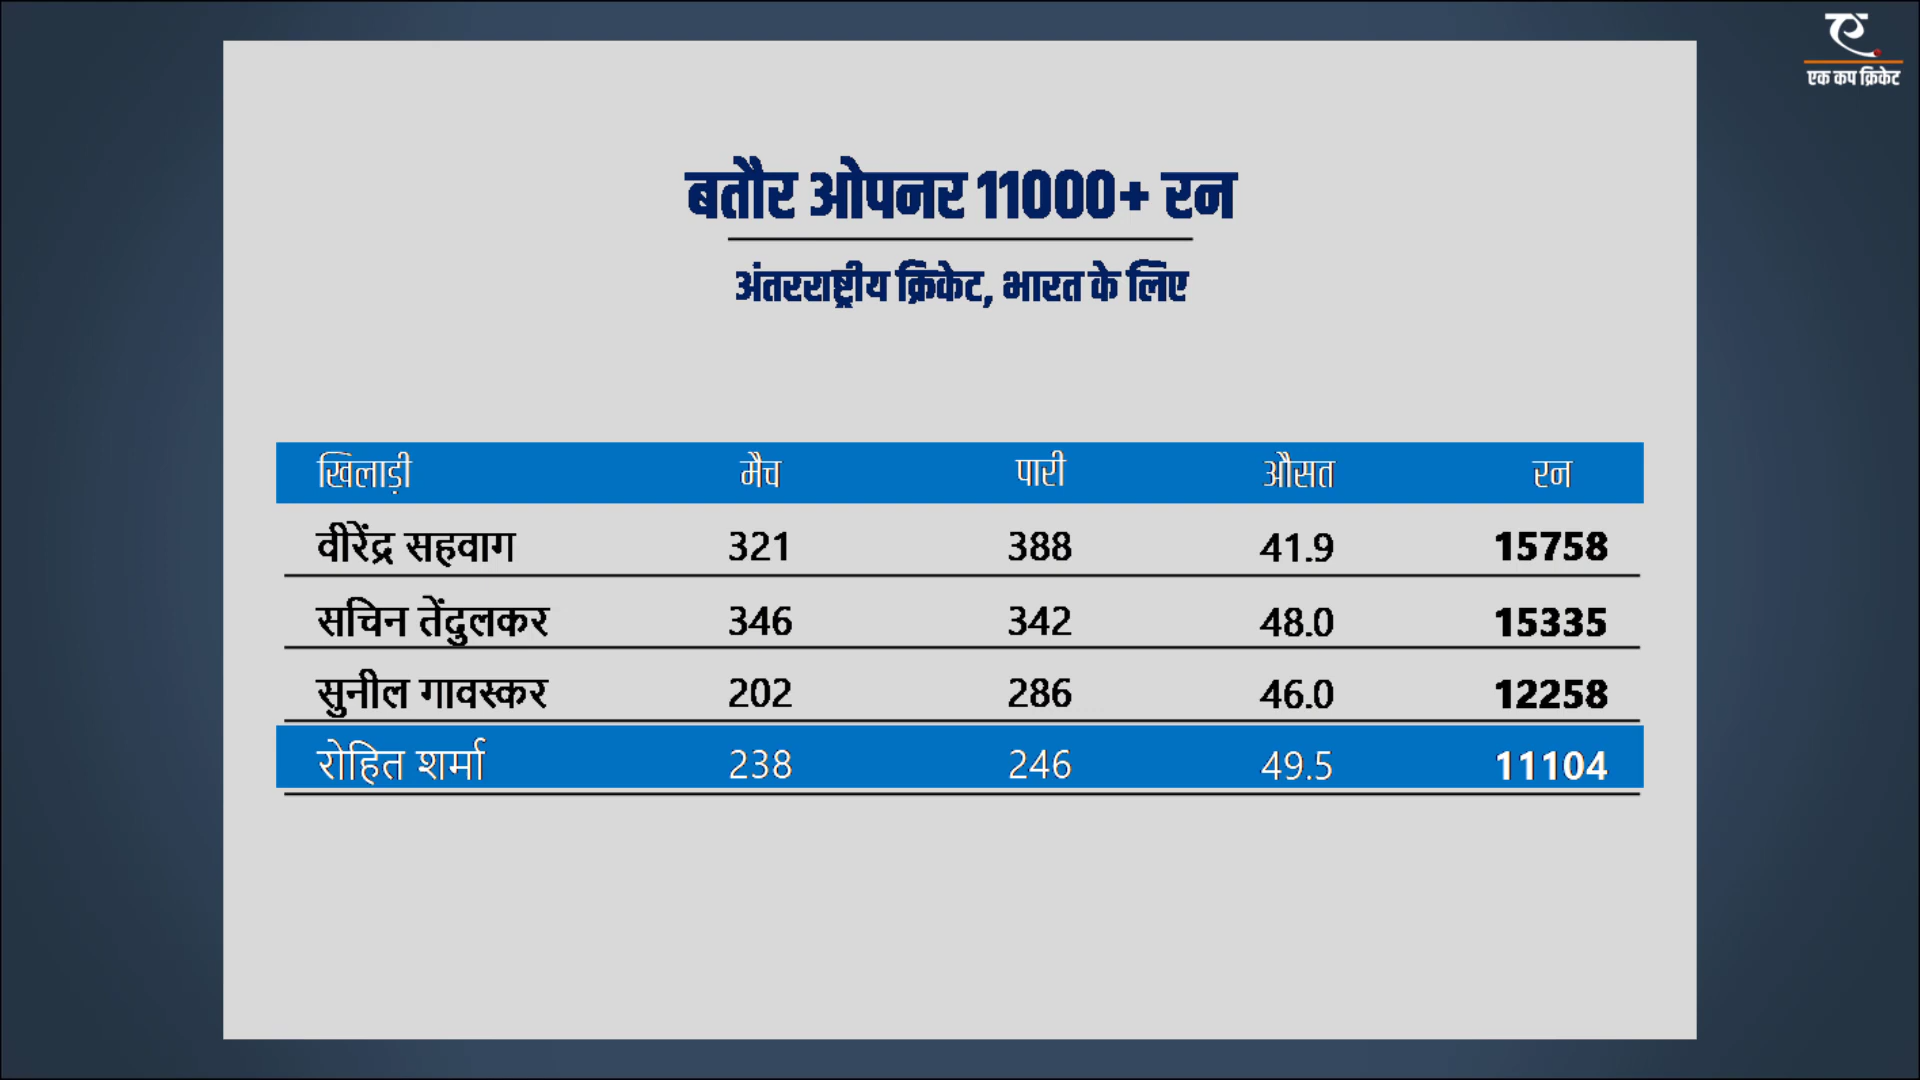 एक कप क्रिकेट
बतौर ओपनर 11000+ रन
अंतरराष्ट्रीय क्रिकेट, भारत के लिए
खिलाड़ी मैच पारी औसत रन
वीरेंद्र सहवाग 321 388 41.9 15758
सचिन तेंदुलकर 346 342 48.0 15335
सुनील गावस्कर 202 286 46.0 12258
रोहित शर्मा 238 246 49.5 11104